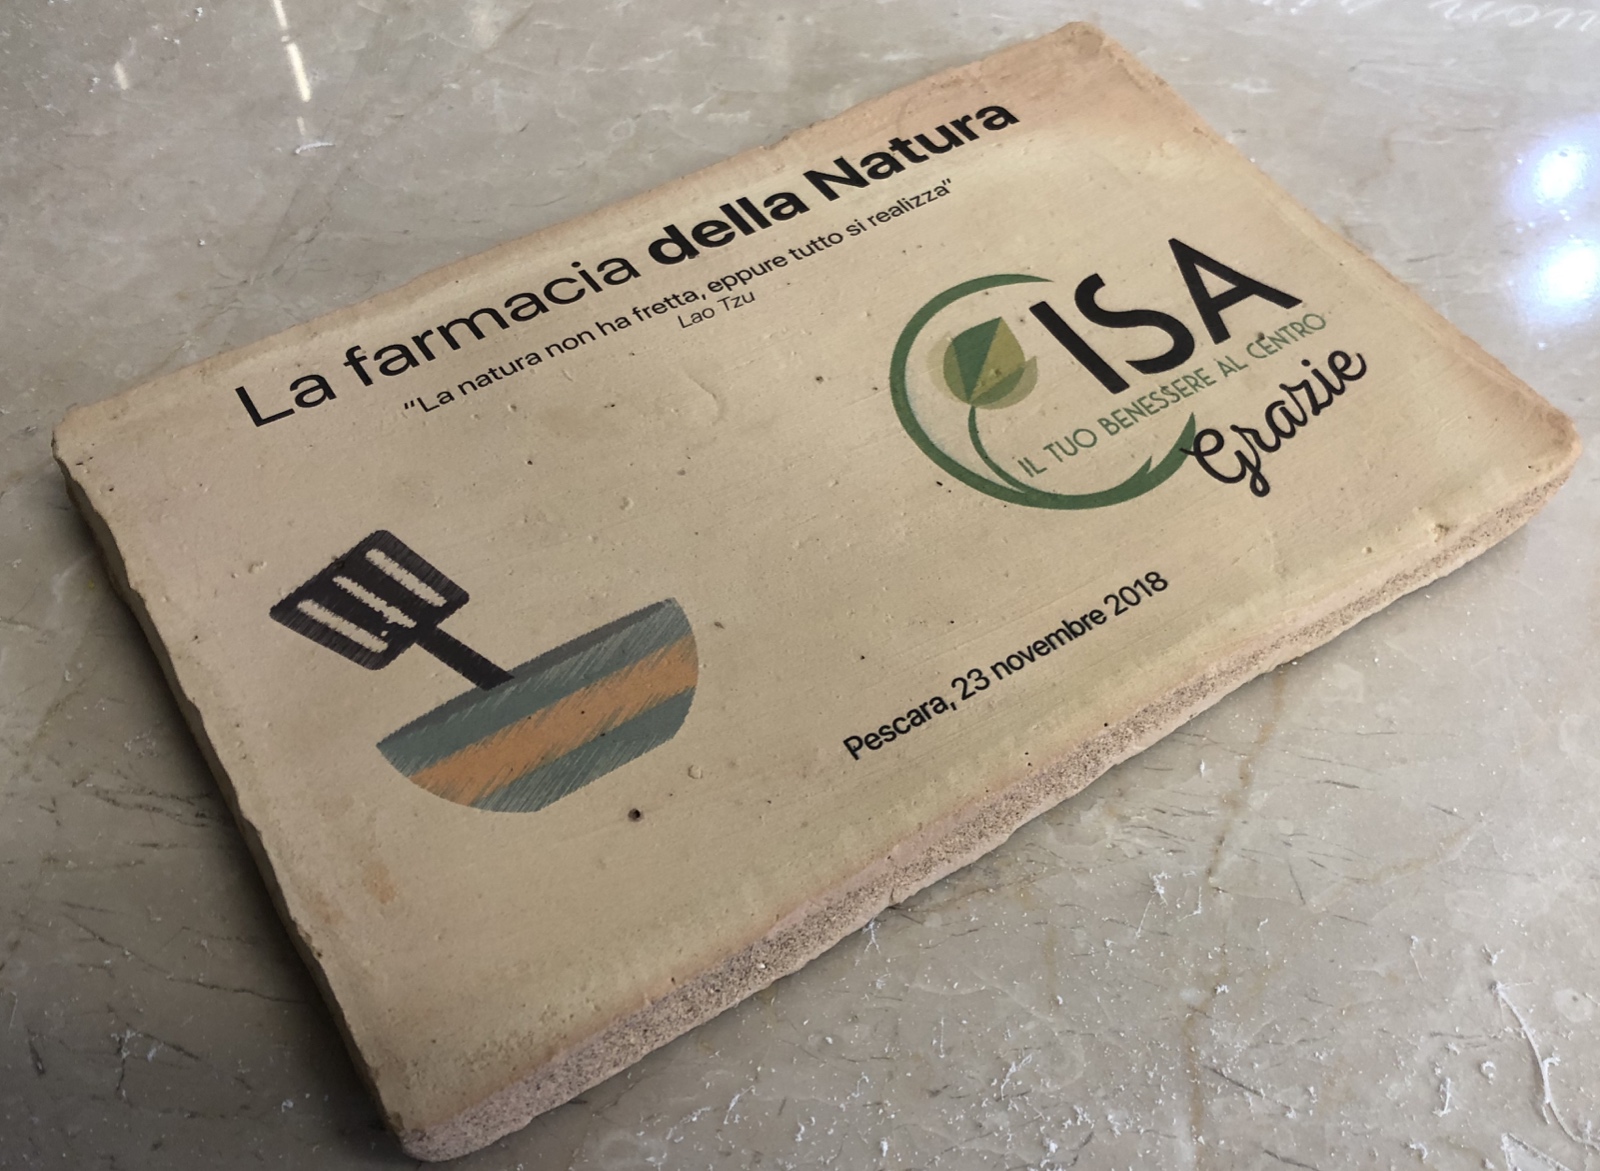 La farmacia della Natura
"La natura non ha fretta, eppure tutto si realizza"
Lao Tzu
ISA
IL TUO BENESSERE AL CENTRO
Grazie
Pescara, 23 novembre 2018